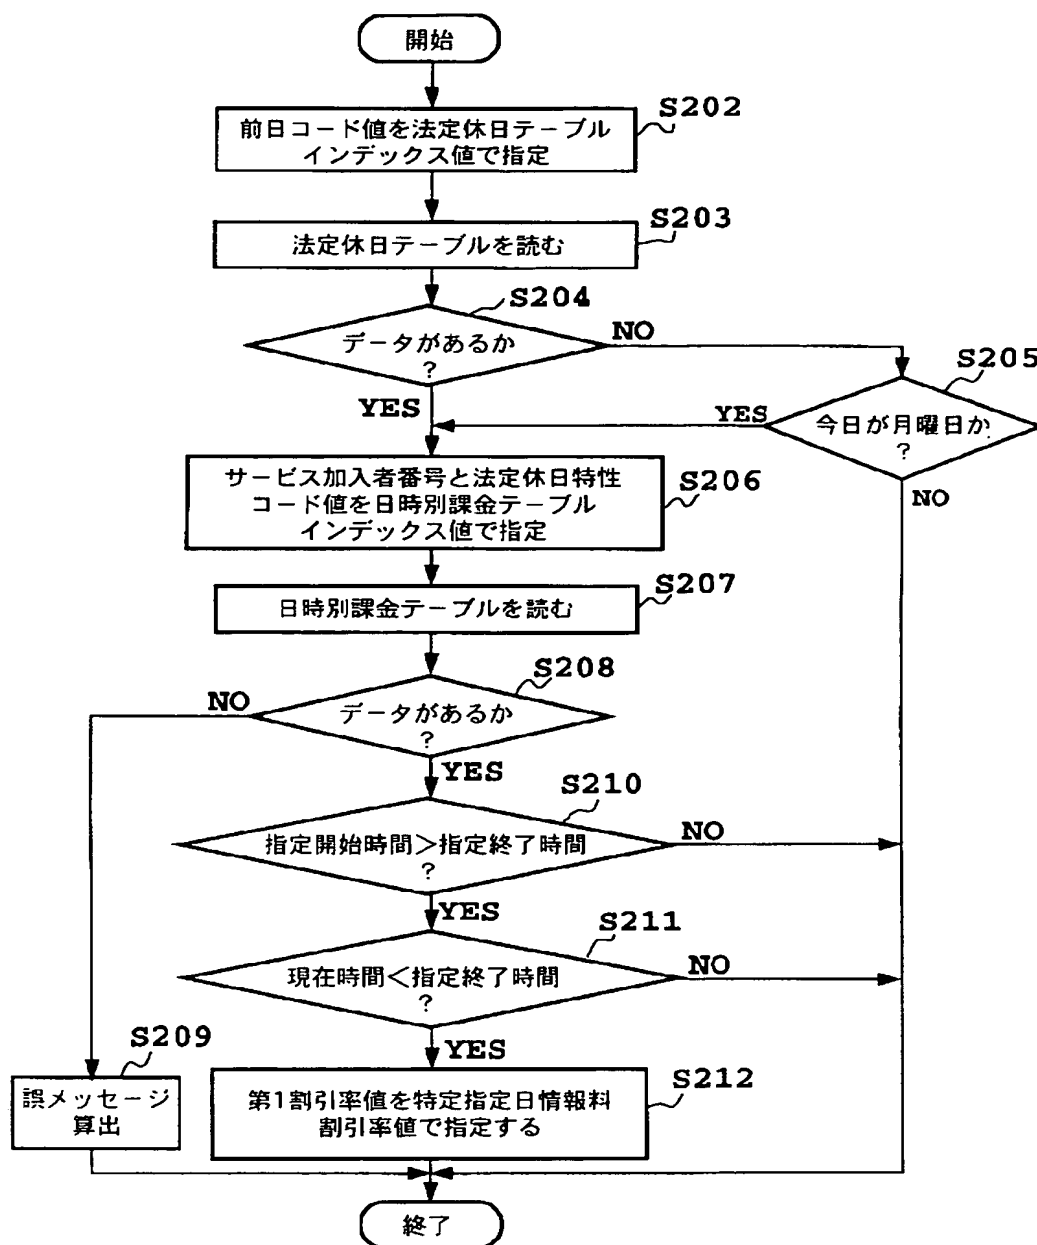 開始
S202
前日コード値を法定休日テーブル
インデックス値で指定
S203
法定休日テーブルを読む
S204
データがあるか
?
NO
YES
S205
今日が月曜日か
?
YES
NO
サービス加入者番号と法定休日特性
コード値を日時別課金テーブル
インデックス値で指定
S206
S207
日時別課金テーブルを読む
S208
NO
データがあるか
?
YES
S210
指定開始時間>指定終了時間
?
NO
YES
S211
現在時間<指定終了時間
?
NO
YES
S209
誤メッセージ
算出
S212
第1割引率値を特定指定日情報料
割引率値で指定する
終了